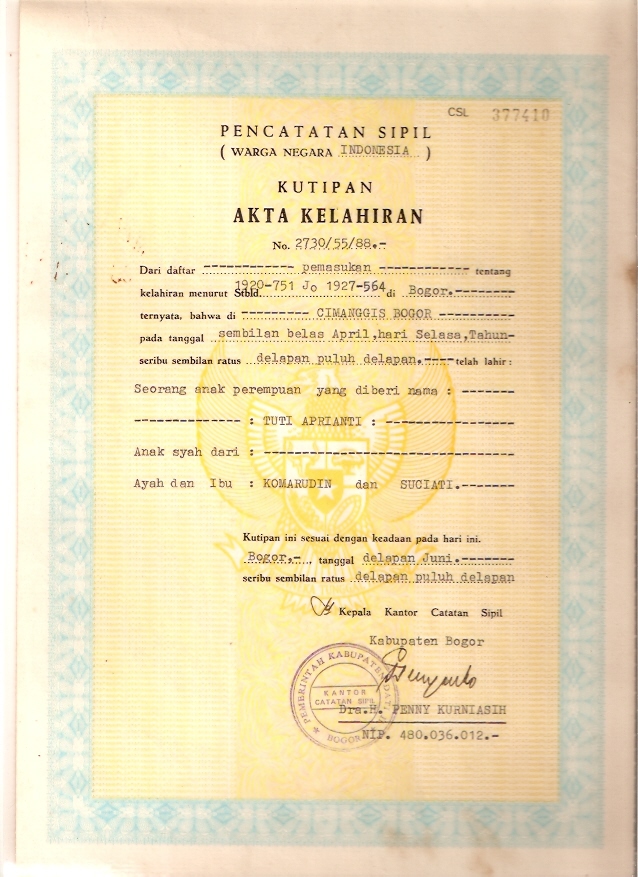 CSL 377410
PENCATATAN SIPIL
( WARGA NEGARA INDONESIA )
KUTIPAN
AKTA KELAHIRAN
No. 2730/55/88.-
Dari daftar ------------ pemasukan ------------ tentang
kelahiran menurut Stbld. 1920-751 Jo 1927-564 di Bogor.--------
ternyata, bahwa di --------- CIMANGGIS BOGOR ----------
pada tanggal sembilan belas April,hari Selasa,Tahun-
seribu sembilan ratus delapan puluh delapan.---- telah lahir :
Seorang anak perempuan yang diberi nama : -------
-------------- : TUTI APRIANTI : -----------------
Anak syah dari : ---------------------------------
Ayah dan Ibu : KOMARUDIN dan SUCIATI.-------
Kutipan ini sesuai dengan keadaan pada hari ini.
Bogor,- tanggal delapan Juni.--------
seribu sembilan ratus delapan puluh delapan
Kepala Kantor Catatan Sipil
Kabupaten Bogor
PEMERINTAH KABUPATEN DAT II
KANTOR
CATATAN SIPIL
BOGOR
Dra.H. PENNY KURNIASIH
NIP. 480.036.012.-